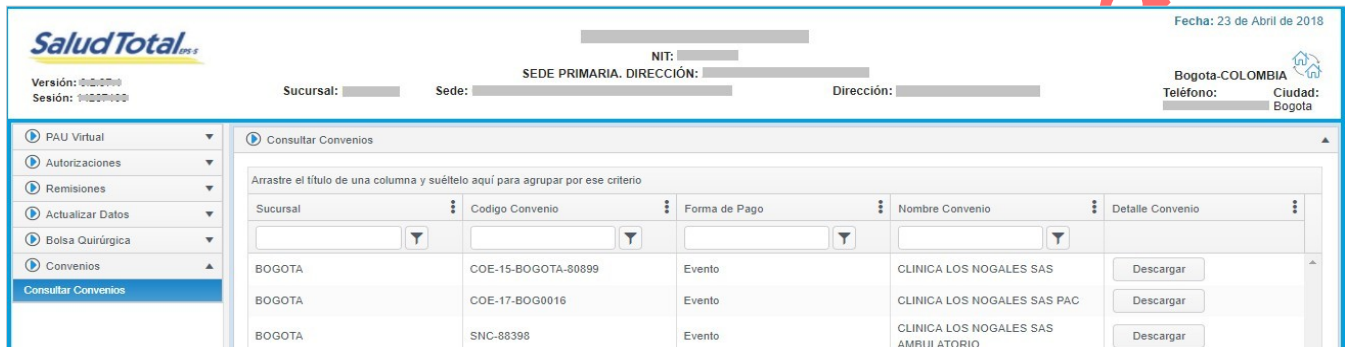 Fecha: 23 de Abril de 2018
SaludTotal EPS-S
NIT:
SEDE PRIMARIA. DIRECCIÓN:
Versión:
Sesión:
Sucursal: Sede: Dirección:
Bogota-COLOMBIA
Teléfono: Ciudad:
Bogota
PAU Virtual
Autorizaciones
Remisiones
Actualizar Datos
Bolsa Quirúrgica
Convenios
Consultar Convenios
Consultar Convenios
Arrastre el título de una columna y suéltelo aquí para agrupar por ese criterio
Sucursal Codigo Convenio Forma de Pago Nombre Convenio Detalle Convenio
BOGOTA COE-15-BOGOTA-80899 Evento CLINICA LOS NOGALES SAS Descargar
BOGOTA COE-17-BOG0016 Evento CLINICA LOS NOGALES SAS PAC Descargar
BOGOTA SNC-88398 Evento CLINICA LOS NOGALES SAS AMBULATORIO Descargar